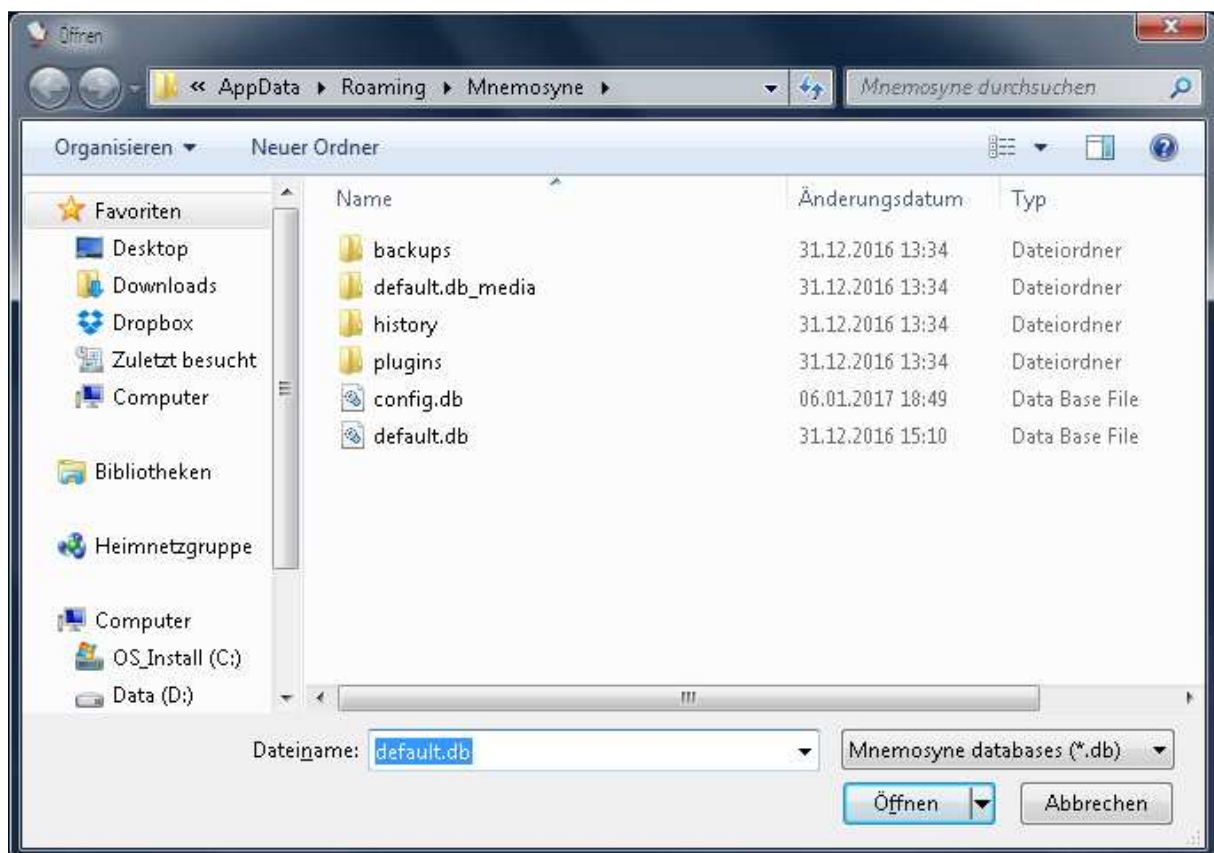 Öffnen
« AppData ▸ Roaming ▸ Mnemosyne ▸ Mnemosyne durchsuchen
Organisieren Neuer Ordner
Name Änderungsdatum Typ
Favoriten
Desktop
Downloads
Dropbox
Zuletzt besucht
Computer
Bibliotheken
Heimnetzgruppe
Computer
OS_Install (C:)
Data (D:)
backups 31.12.2016 13:34 Dateiordner
default.db_media 31.12.2016 13:34 Dateiordner
history 31.12.2016 13:34 Dateiordner
plugins 31.12.2016 13:34 Dateiordner
config.db 06.01.2017 18:49 Data Base File
default.db 31.12.2016 15:10 Data Base File
Dateiname: default.db Mnemosyne databases (*.db)
Öffnen Abbrechen